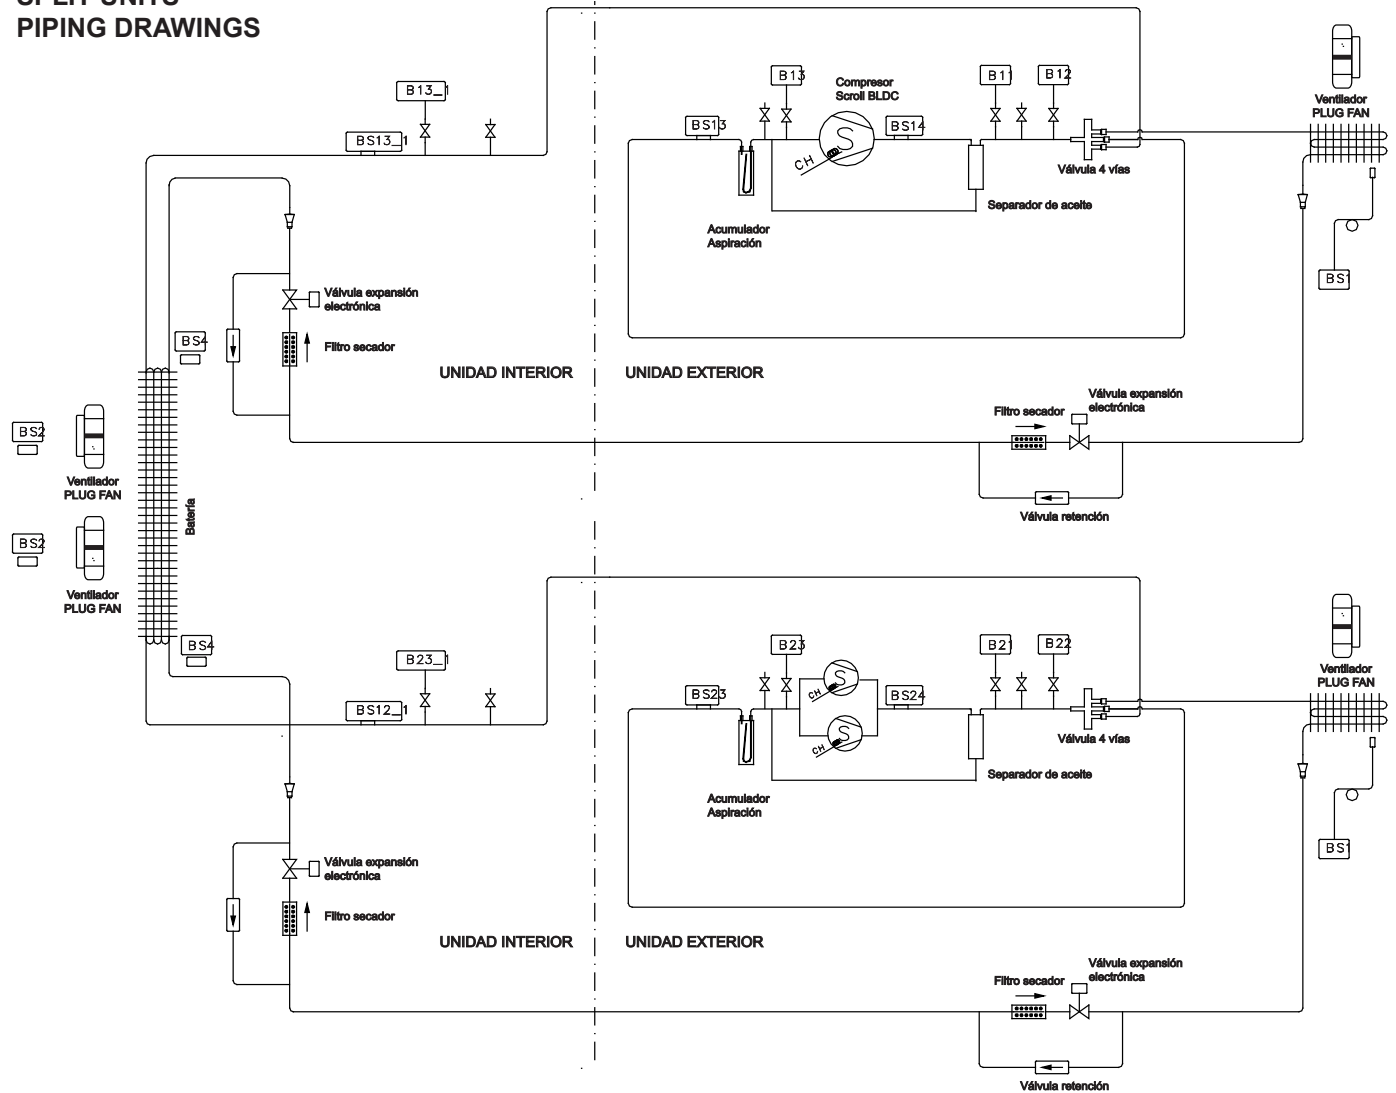 SPLIT UNITS
PIPING DRAWINGS
B13_1
BS13_1
B13
Compresor
Scroll BLDC
B11
B12
BS13
BS14
S
CH
Válvula 4 vías
Ventilador
PLUG FAN
Acumulador
Aspiración
Separador de aceite
BS1
Válvula expansión
electrónica
BS4
Filtro secador
UNIDAD INTERIOR
UNIDAD EXTERIOR
Válvula expansión
electrónica
Filtro secador
Válvula retención
BS2
Ventilador
PLUG FAN
Batería
BS2
Ventilador
PLUG FAN
BS4
B23_1
BS12_1
B23
B21
B22
BS23
BS24
S
CH
S
CH
Válvula 4 vías
Ventilador
PLUG FAN
Acumulador
Aspiración
Separador de aceite
BS1
Válvula expansión
electrónica
Filtro secador
UNIDAD INTERIOR
UNIDAD EXTERIOR
Válvula expansión
electrónica
Filtro secador
Válvula retención